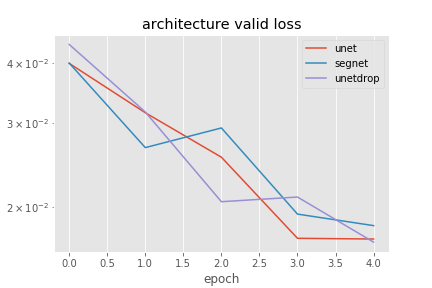 architecture valid loss
unet
segnet
unetdrop
4 × 10⁻²
3 × 10⁻²
2 × 10⁻²
0.0 0.5 1.0 1.5 2.0 2.5 3.0 3.5 4.0
epoch